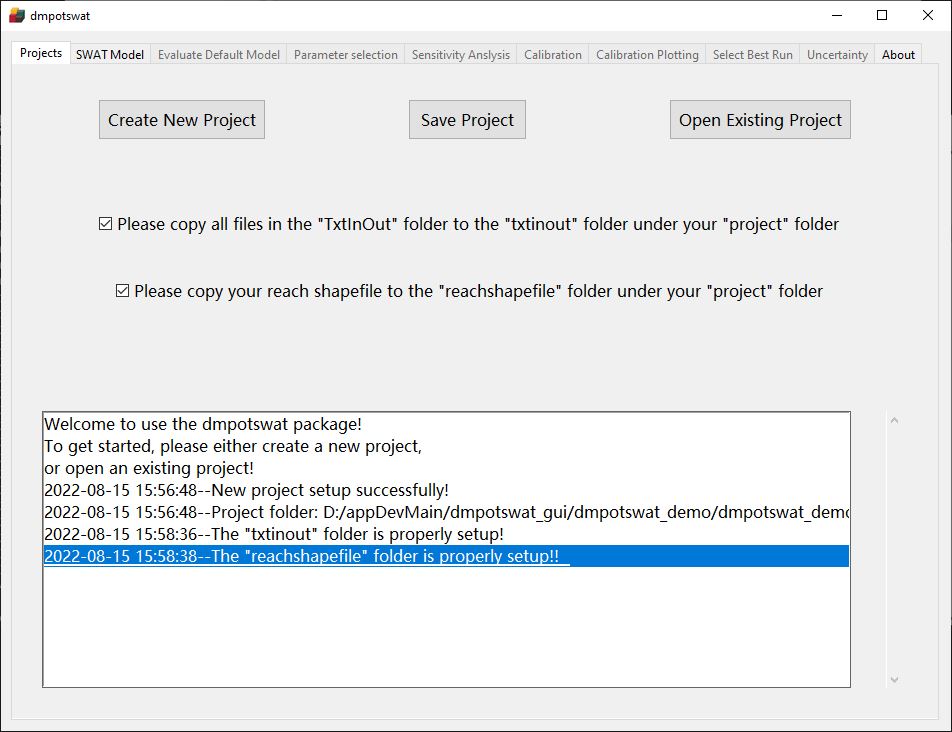 dmpotswat
Projects SWAT Model Evaluate Default Model Parameter selection Sensitivity Anslysis Calibration Calibration Plotting Select Best Run Uncertainty About
Create New Project Save Project Open Existing Project
Please copy all files in the "TxtInOut" folder to the "txtinout" folder under your "project" folder
Please copy your reach shapefile to the "reachshapefile" folder under your "project" folder
Welcome to use the dmpotswat package!
To get started, please either create a new project,
or open an existing project!
2022-08-15 15:56:48--New project setup successfully!
2022-08-15 15:56:48--Project folder: D:/appDevMain/dmpotswat_gui/dmpotswat_demo/dmpotswat_demo
2022-08-15 15:58:36--The "txtinout" folder is properly setup!
2022-08-15 15:58:38--The "reachshapefile" folder is properly setup!!